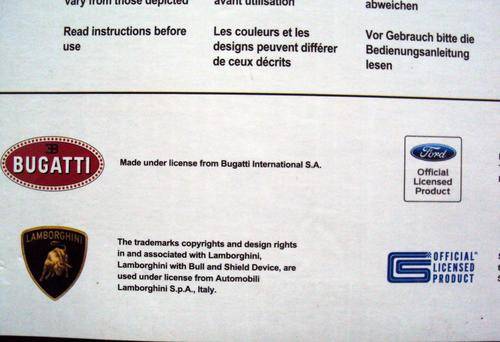 vary from those depicted
Read instructions before
use
avant utilisation
Les couleurs et les
designs peuvent différer
de ceux décrits
abweichen
Vor Gebrauch bitte die
Bedienungsanleitung
lesen
EB
BUGATTI
Made under license from Bugatti International S.A.
Ford
Official
Licensed
Product
LAMBORGHINI
The trademarks copyrights and design rights
in and associated with Lamborghini,
Lamborghini with Bull and Shield Device, are
used under license from Automobili
Lamborghini S.p.A., Italy.
OFFICIAL
LICENSED
PRODUCT